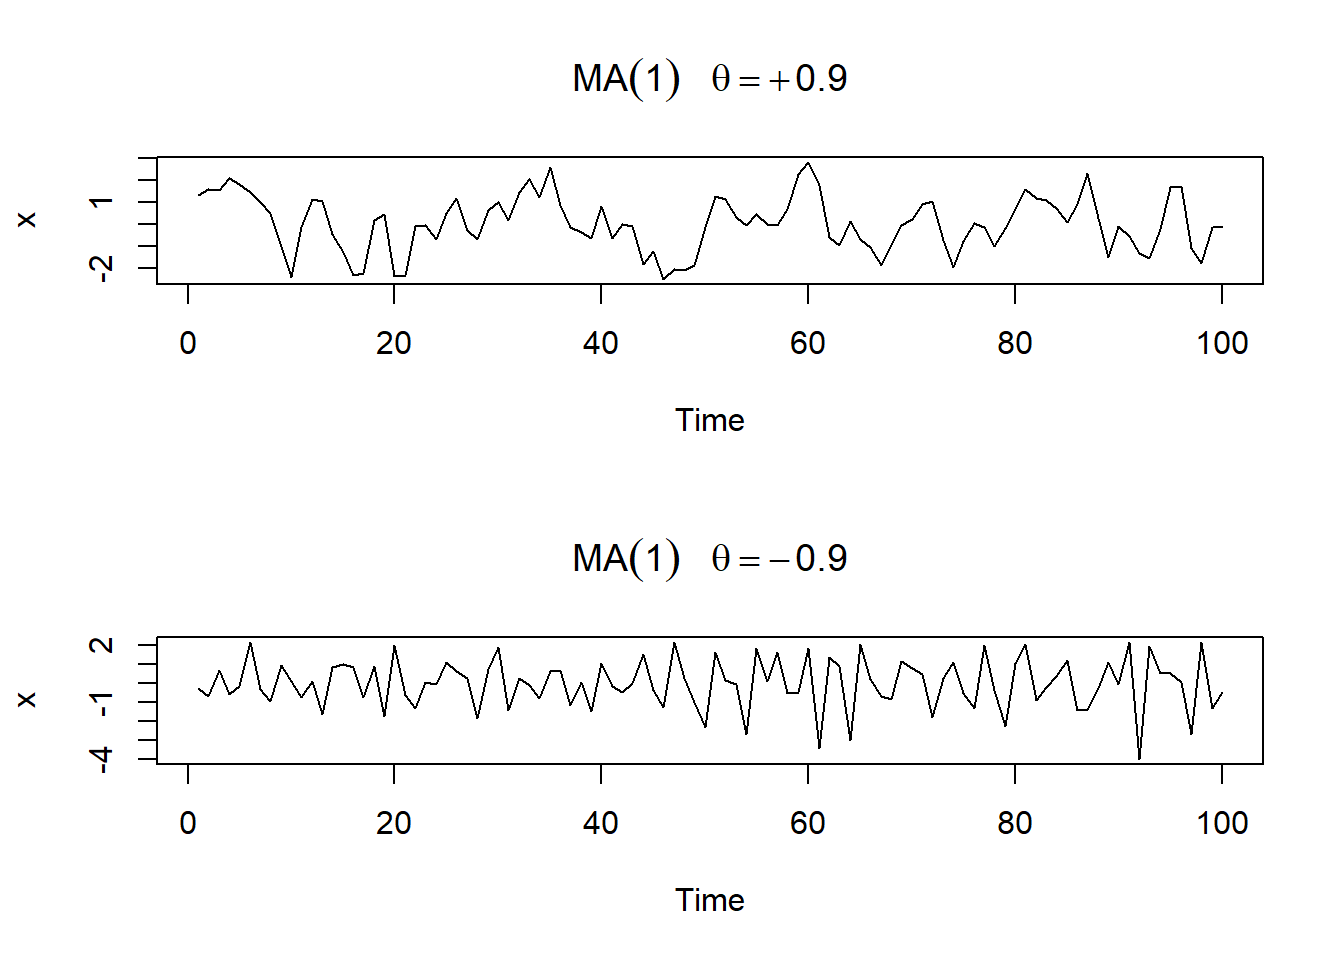 MA(1) θ = +0.9
x
1
-2
0 20 40 60 80 100
Time
MA(1) θ = −0.9
x
2
-1
-4
0 20 40 60 80 100
Time